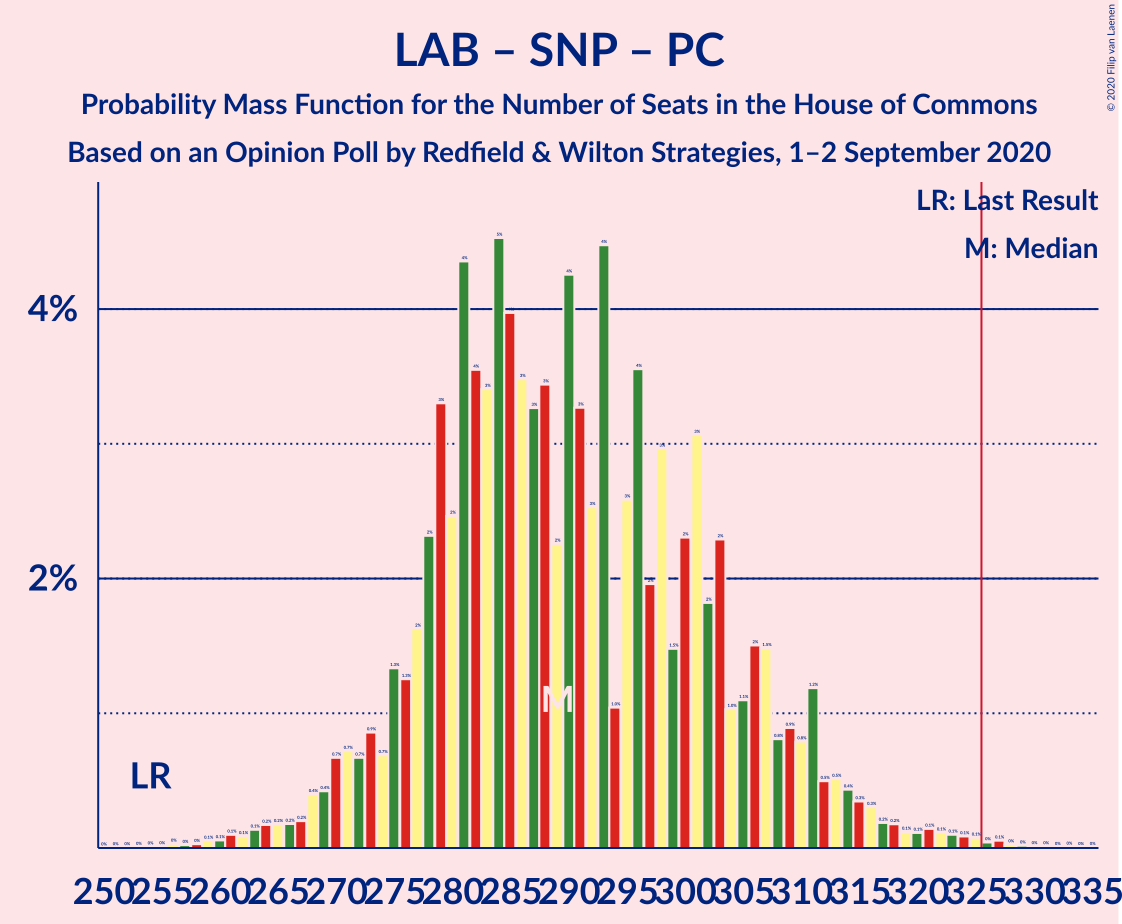 LAB – SNP – PC
Probability Mass Function for the Number of Seats in the House of Commons
Based on an Opinion Poll by Redfield & Wilton Strategies, 1–2 September 2020
© 2020 Filip van Laenen
LR: Last Result
M: Median
4%
2%
LR
M
250 255 260 265 270 275 280 285 290 295 300 305 310 315 320 325 330 335